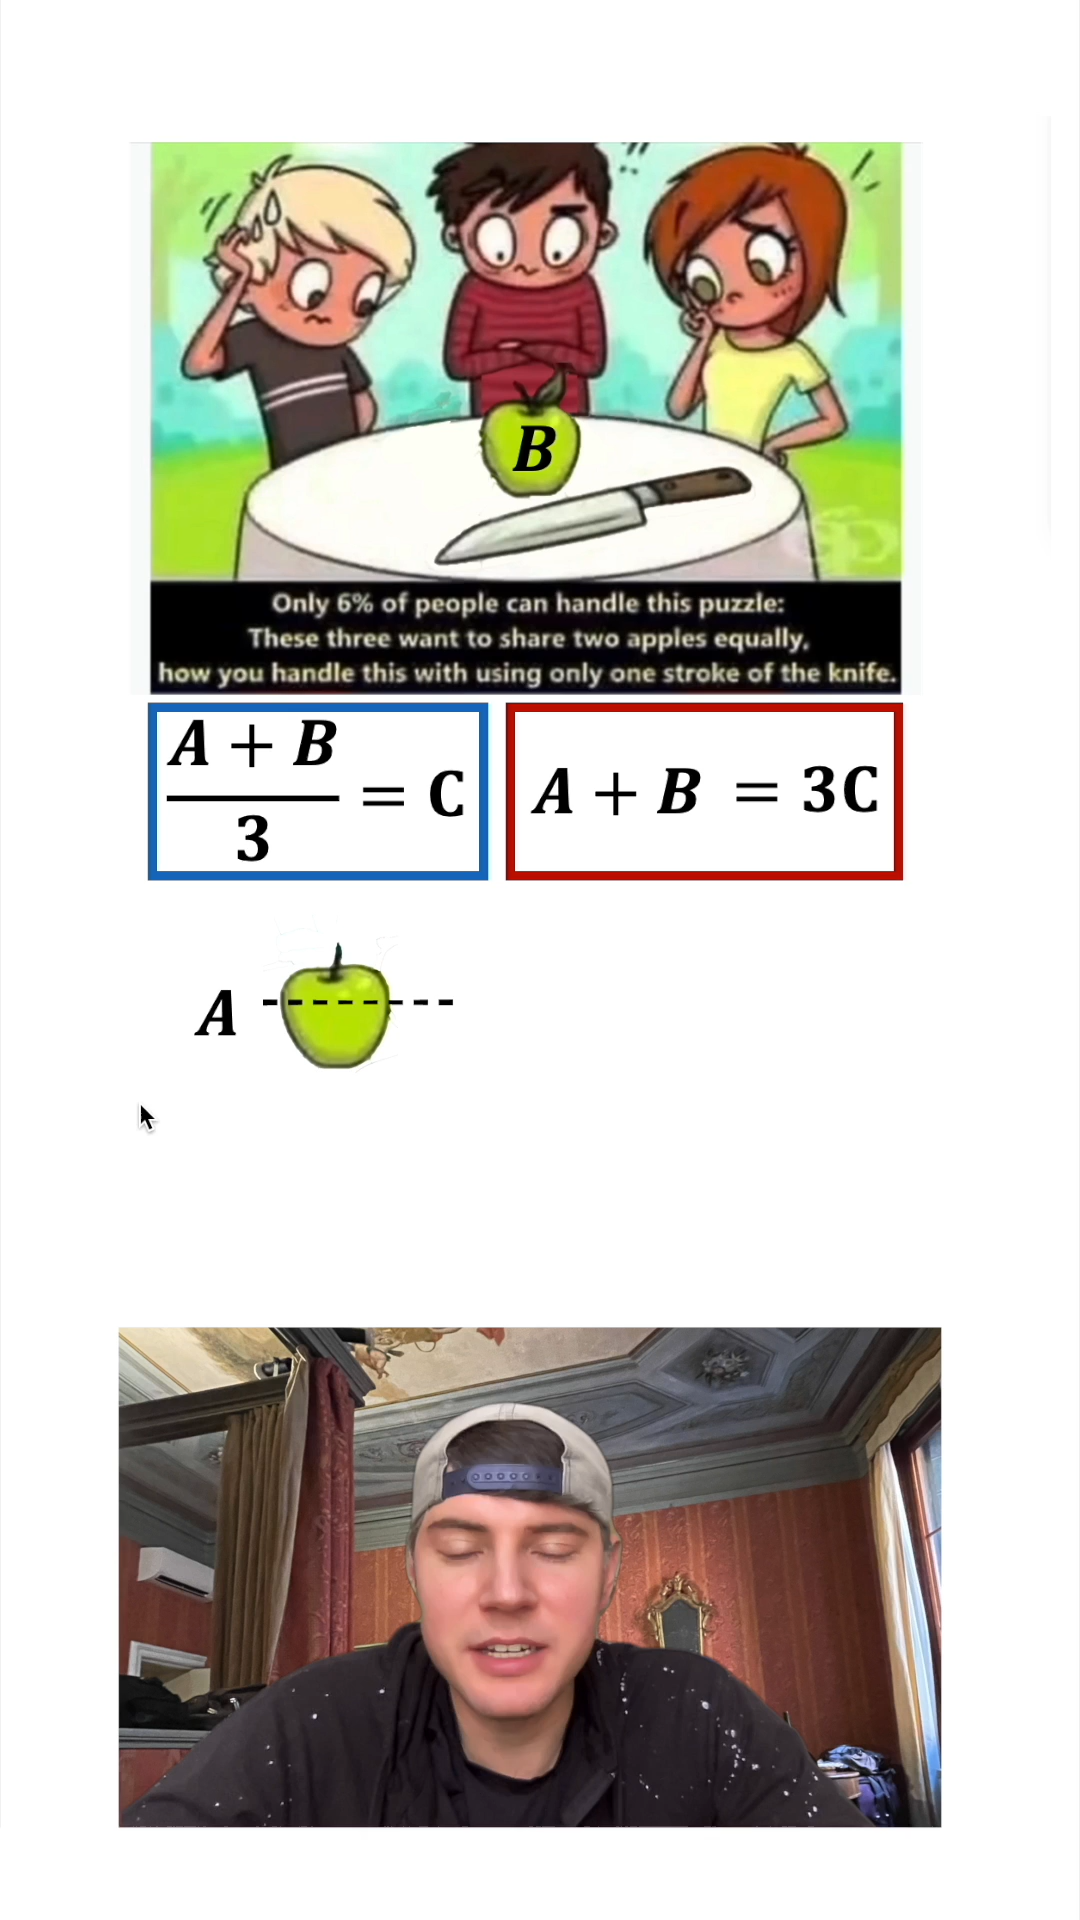 B
Only 6% of people can handle this puzzle:
These three want to share two apples equally,
how you handle this with using only one stroke of the knife.
A + B
3
= C
A + B = 3C
A